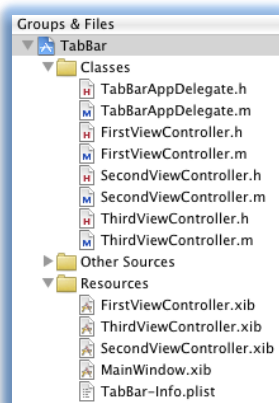 Groups & Files
TabBar
Classes
TabBarAppDelegate.h
TabBarAppDelegate.m
FirstViewController.h
FirstViewController.m
SecondViewController.h
SecondViewController.m
ThirdViewController.h
ThirdViewController.m
Other Sources
Resources
FirstViewController.xib
ThirdViewController.xib
SecondViewController.xib
MainWindow.xib
TabBar-Info.plist